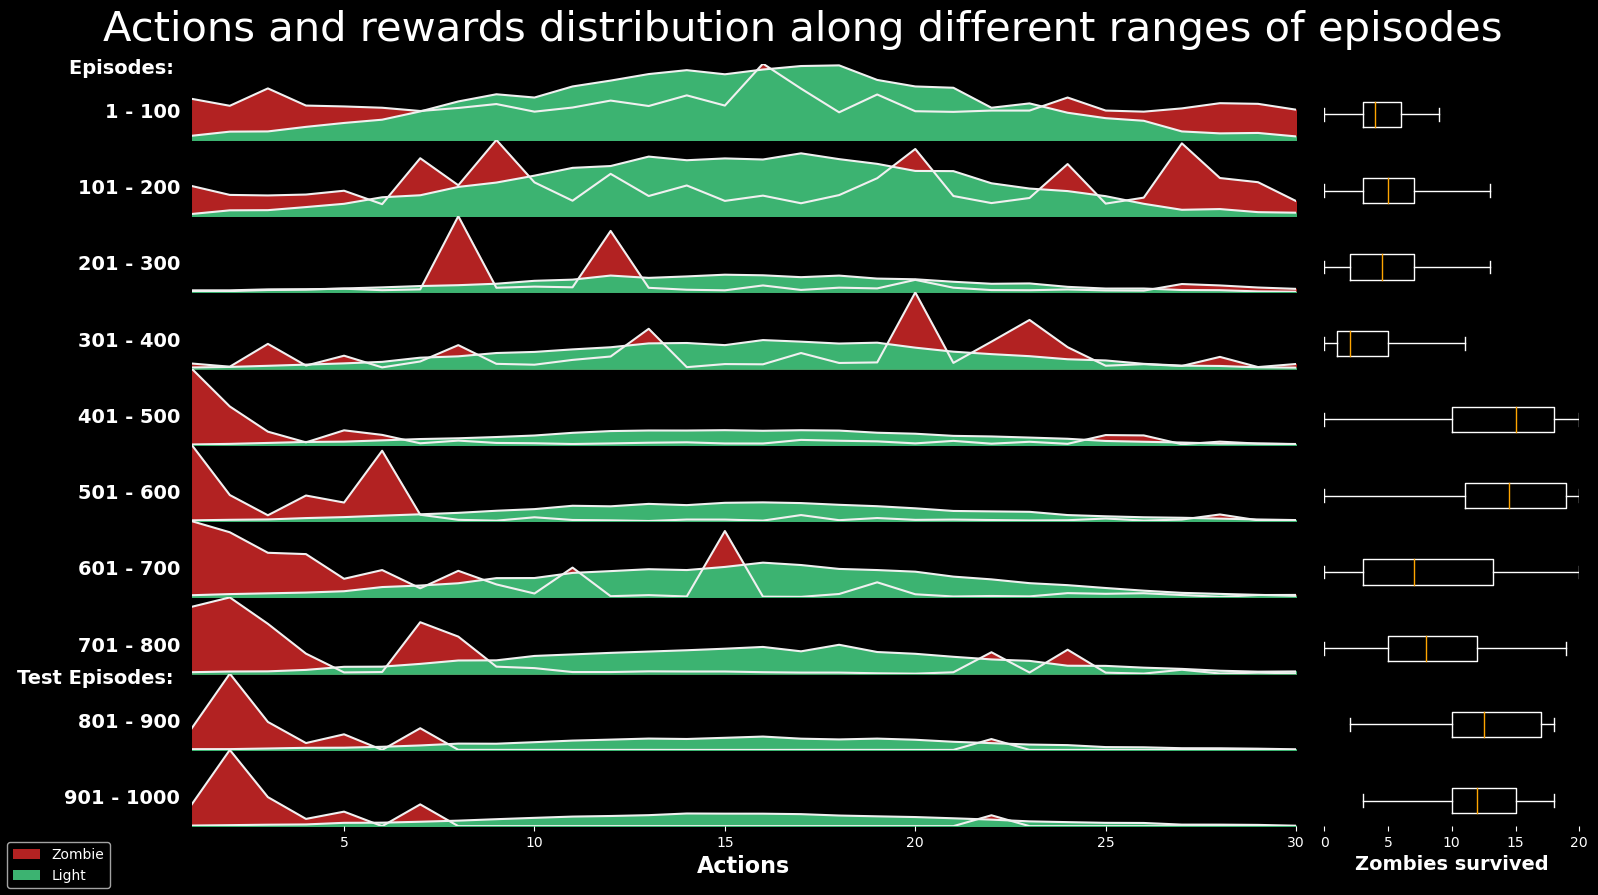 Actions and rewards distribution along different ranges of episodes
Episodes:
1 - 100
101 - 200
201 - 300
301 - 400
401 - 500
501 - 600
601 - 700
701 - 800
Test Episodes:
801 - 900
901 - 1000
5 10 15 20 25 30
0 5 10 15 20
Actions
Zombies survived
Zombie
Light